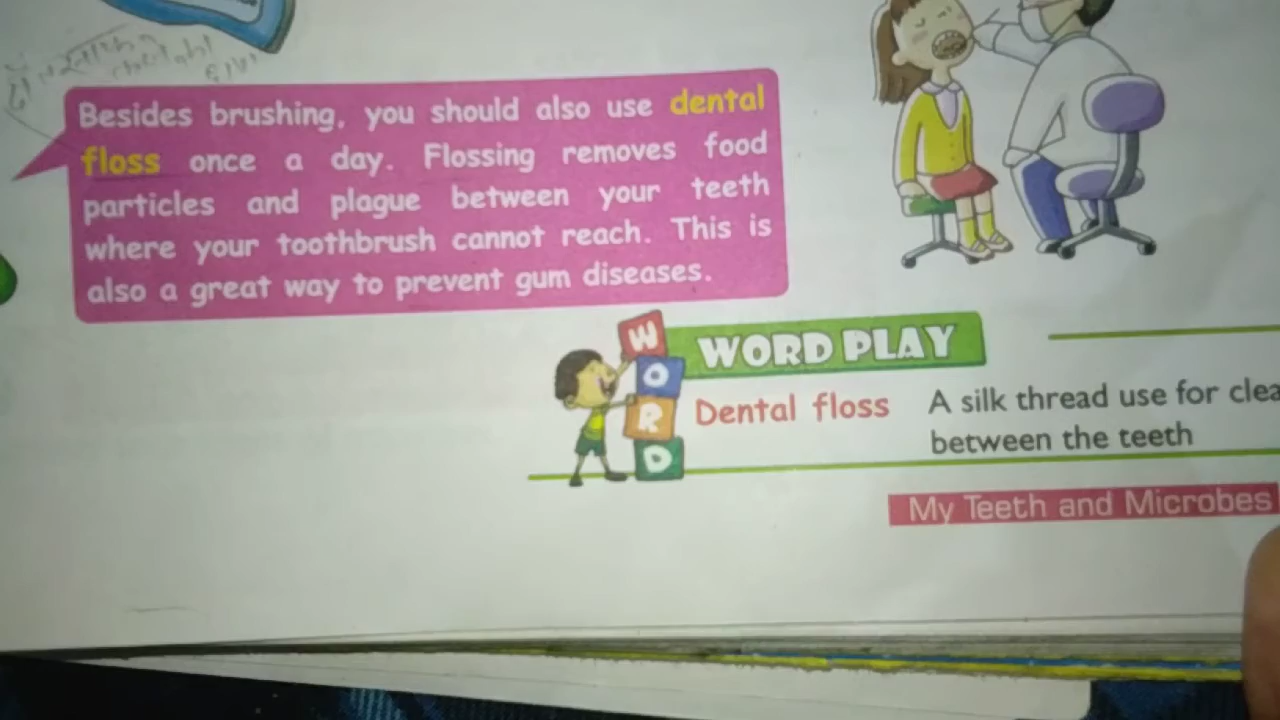 Besides brushing, you should also use dental
floss once a day. Flossing removes food
particles and plague between your teeth
where your toothbrush cannot reach. This is
also a great way to prevent gum diseases.
WORD
WORD PLAY
Dental floss A silk thread use for clea
between the teeth
My Teeth and Microbes